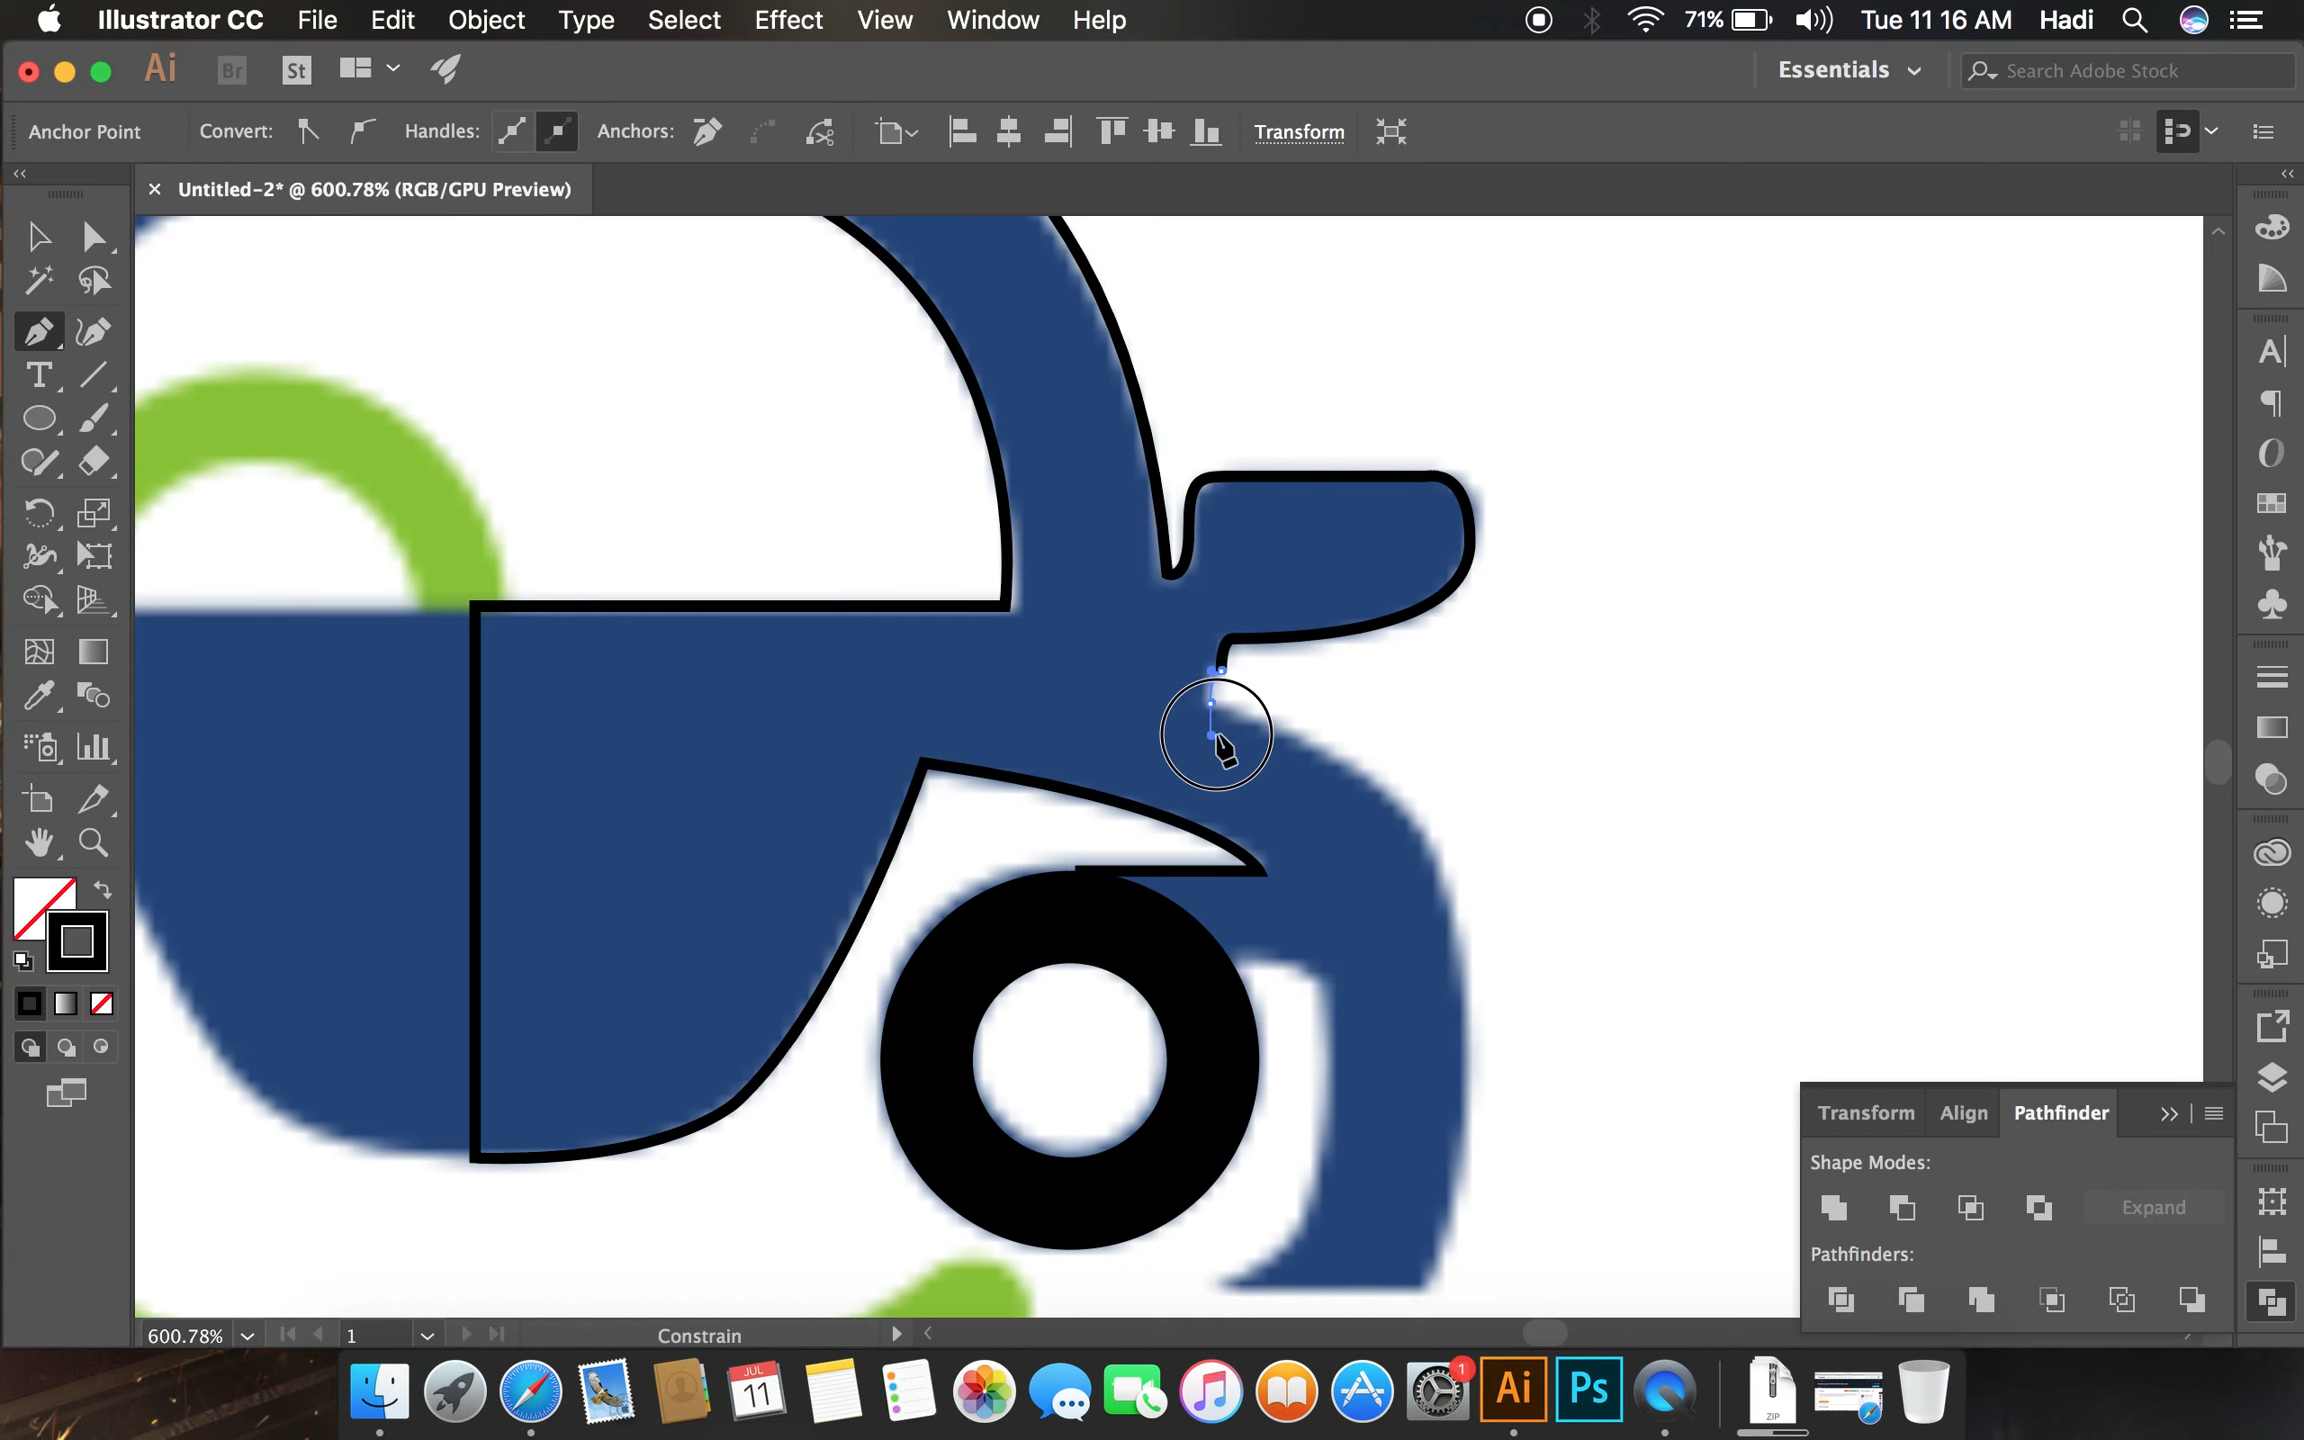 Illustrator CC File Edit Object Type Select Effect View Window Help 71% Tue 11 16 AM Hadi
Ai Br St Essentials Search Adobe Stock
Anchor Point Convert: Handles: Anchors: Transform
Untitled-2* @ 600.78% (RGB/GPU Preview)
Transform Align Pathfinder
Shape Modes:
Expand
Pathfinders:
600.78% 1 Constrain
JUL
11
1
Ai
Ps
ZIP